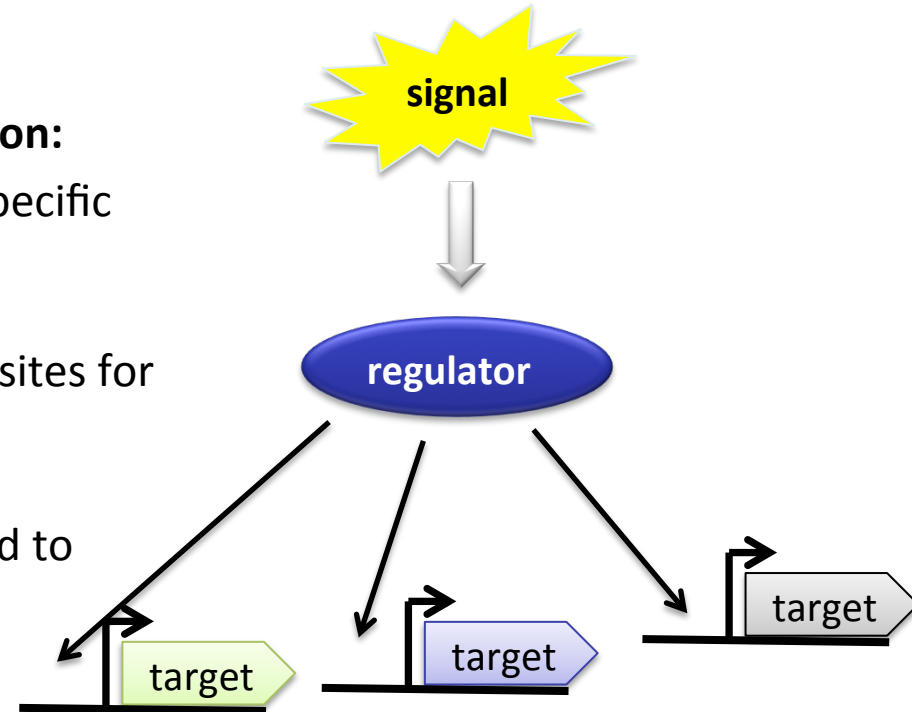 signal
on:
pecific
sites for
regulator
d to
target
target
target